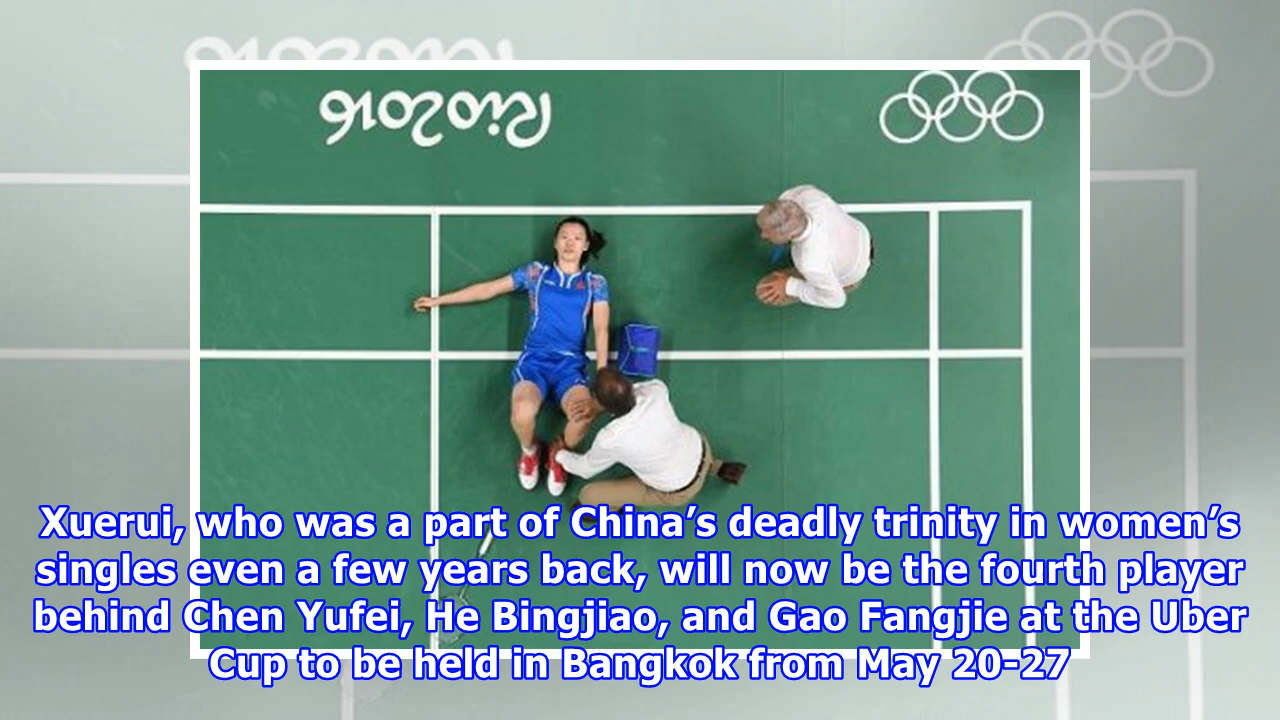 Rio2016
Rio2016
Xuerui, who was a part of China’s deadly trinity in women’s
singles even a few years back, will now be the fourth player
behind Chen Yufei, He Bingjiao, and Gao Fangjie at the Uber
Cup to be held in Bangkok from May 20-27